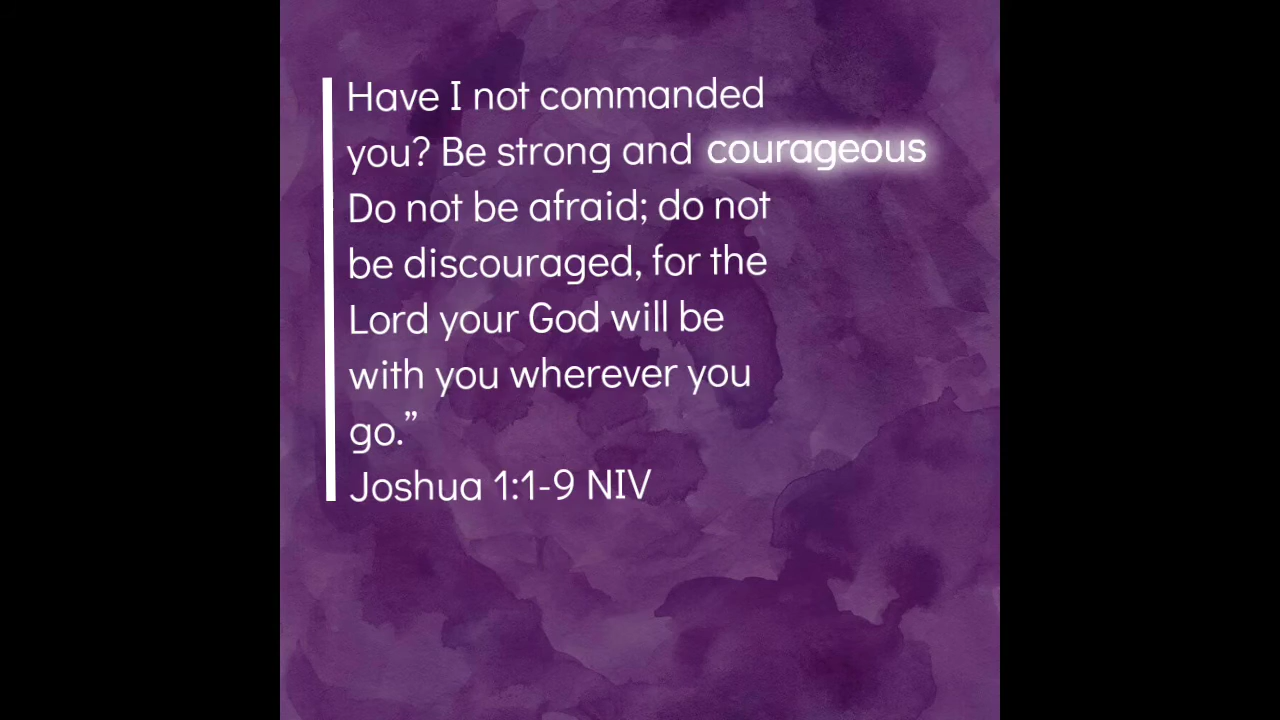 Have I not commanded
you? Be strong and courageous
Do not be afraid; do not
be discouraged, for the
Lord your God will be
with you wherever you
go.”
Joshua 1:1-9 NIV